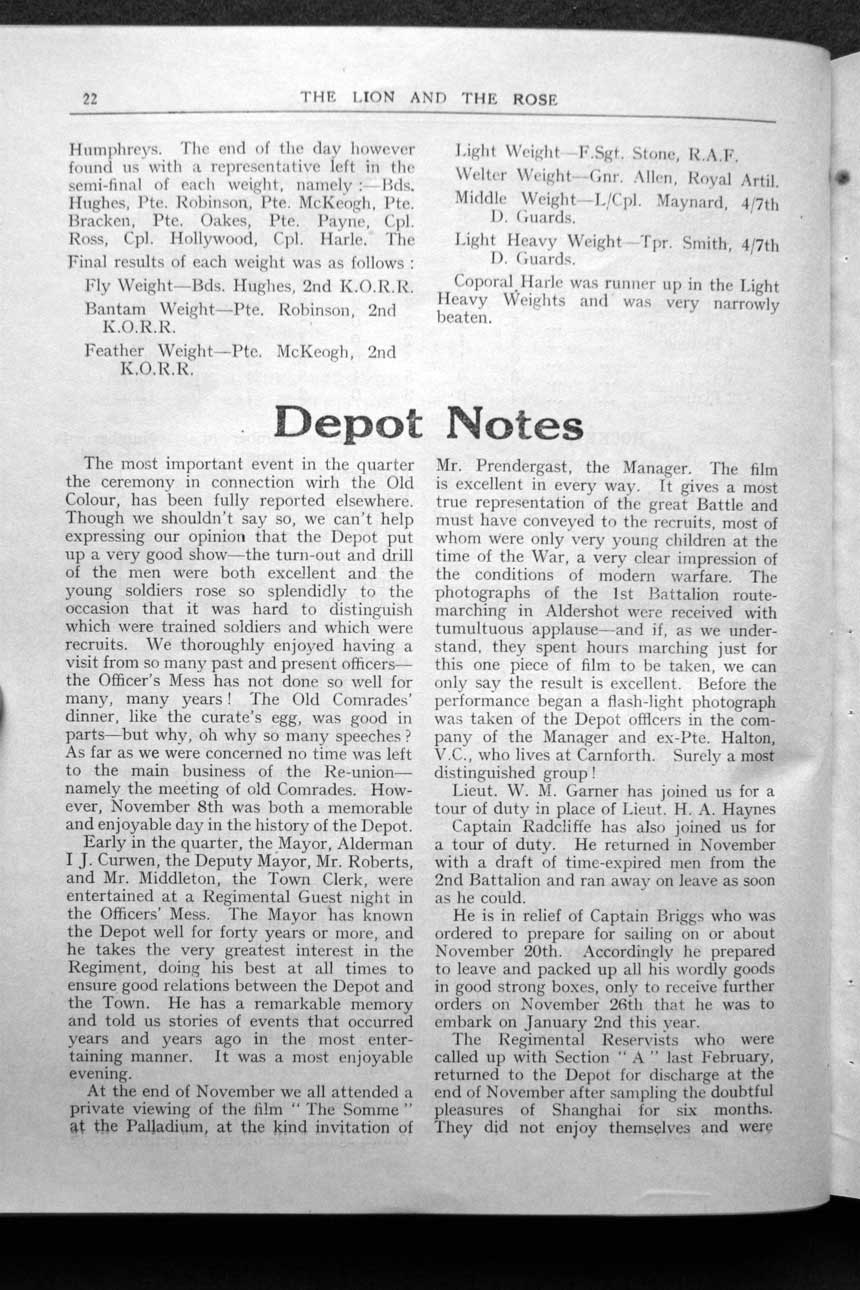 22
THE LION AND THE ROSE
Humphreys. The end of the day however
found us with a representative left in the
semi-final of each weight, namely :—Bds.
Hughes, Pte. Robinson, Pte. McKeogh, Pte.
Bracken, Pte. Oakes, Pte. Payne, Cpl.
Ross, Cpl. Hollywood, Cpl. Harle. The
Final results of each weight was as follows :
Fly Weight—Bds. Hughes, 2nd K.O.R.R.
Bantam Weight—Pte. Robinson, 2nd
K.O.R.R.
Feather Weight—Pte. McKeogh, 2nd
K.O.R.R.
Light Weight—F.Sgt. Stone, R.A.F.
Welter Weight—Gnr. Allen, Royal Artil.
Middle Weight—L/Cpl. Maynard, 4/7th
D. Guards.
Light Heavy Weight—Tpr. Smith, 4/7th
D. Guards.
Coporal Harle was runner up in the Light
Heavy Weights and was very narrowly
beaten.
Depot Notes
The most important event in the quarter
the ceremony in connection wirh the Old
Colour, has been fully reported elsewhere.
Though we shouldn't say so, we can't help
expressing our opinion that the Depot put
up a very good show—the turn-out and drill
of the men were both excellent and the
young soldiers rose so splendidly to the
occasion that it was hard to distinguish
which were trained soldiers and which were
recruits. We thoroughly enjoyed having a
visit from so many past and present officers—
the Officer's Mess has not done so well for
many, many years ! The Old Comrades'
dinner, like the curate's egg, was good in
parts—but why, oh why so many speeches ?
As far as we were concerned no time was left
to the main business of the Re-union—
namely the meeting of old Comrades. How-
ever, November 8th was both a memorable
and enjoyable day in the history of the Depot.
Early in the quarter, the Mayor, Alderman
I J. Curwen, the Deputy Mayor, Mr. Roberts,
and Mr. Middleton, the Town Clerk, were
entertained at a Regimental Guest night in
the Officers' Mess. The Mayor has known
the Depot well for forty years or more, and
he takes the very greatest interest in the
Regiment, doing his best at all times to
ensure good relations between the Depot and
the Town. He has a remarkable memory
and told us stories of events that occurred
years and years ago in the most enter-
taining manner. It was a most enjoyable
evening.
At the end of November we all attended a
private viewing of the film " The Somme "
at the Palladium, at the kind invitation of
Mr. Prendergast, the Manager. The film
is excellent in every way. It gives a most
true representation of the great Battle and
must have conveyed to the recruits, most of
whom were only very young children at the
time of the War, a very clear impression of
the conditions of modern warfare. The
photographs of the 1st Battalion route-
marching in Aldershot were received with
tumultuous applause—and if, as we under-
stand, they spent hours marching just for
this one piece of film to be taken, we can
only say the result is excellent. Before the
performance began a flash-light photograph
was taken of the Depot officers in the com-
pany of the Manager and ex-Pte. Halton,
V.C., who lives at Carnforth. Surely a most
distinguished group !
Lieut. W. M. Garner has joined us for a
tour of duty in place of Lieut. H. A. Haynes
Captain Radcliffe has also joined us for
a tour of duty. He returned in November
with a draft of time-expired men from the
2nd Battalion and ran away on leave as soon
as he could.
He is in relief of Captain Briggs who was
ordered to prepare for sailing on or about
November 20th. Accordingly he prepared
to leave and packed up all his wordly goods
in good strong boxes, only to receive further
orders on November 26th that he was to
embark on January 2nd this year.
The Regimental Reservists who were
called up with Section " A " last February,
returned to the Depot for discharge at the
end of November after sampling the doubtful
pleasures of Shanghai for six months.
They did not enjoy themselves and were